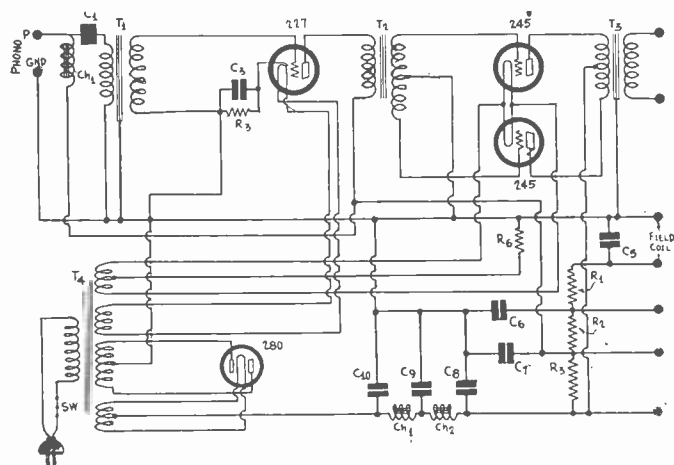 C1
T1
227
T2
245
T3
PHONO
P
GND
Ch1
C3
R3
245
R6
C5
FIELD COIL
T4
R1
C6
R2
280
C7
R3
C10
C9
C8
SW
Ch1
Ch2